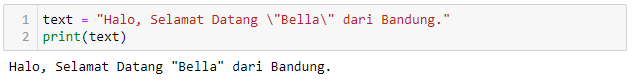 1 text = "Halo, Selamat Datang \"Bella\" dari Bandung."
2 print(text)
Halo, Selamat Datang "Bella" dari Bandung.